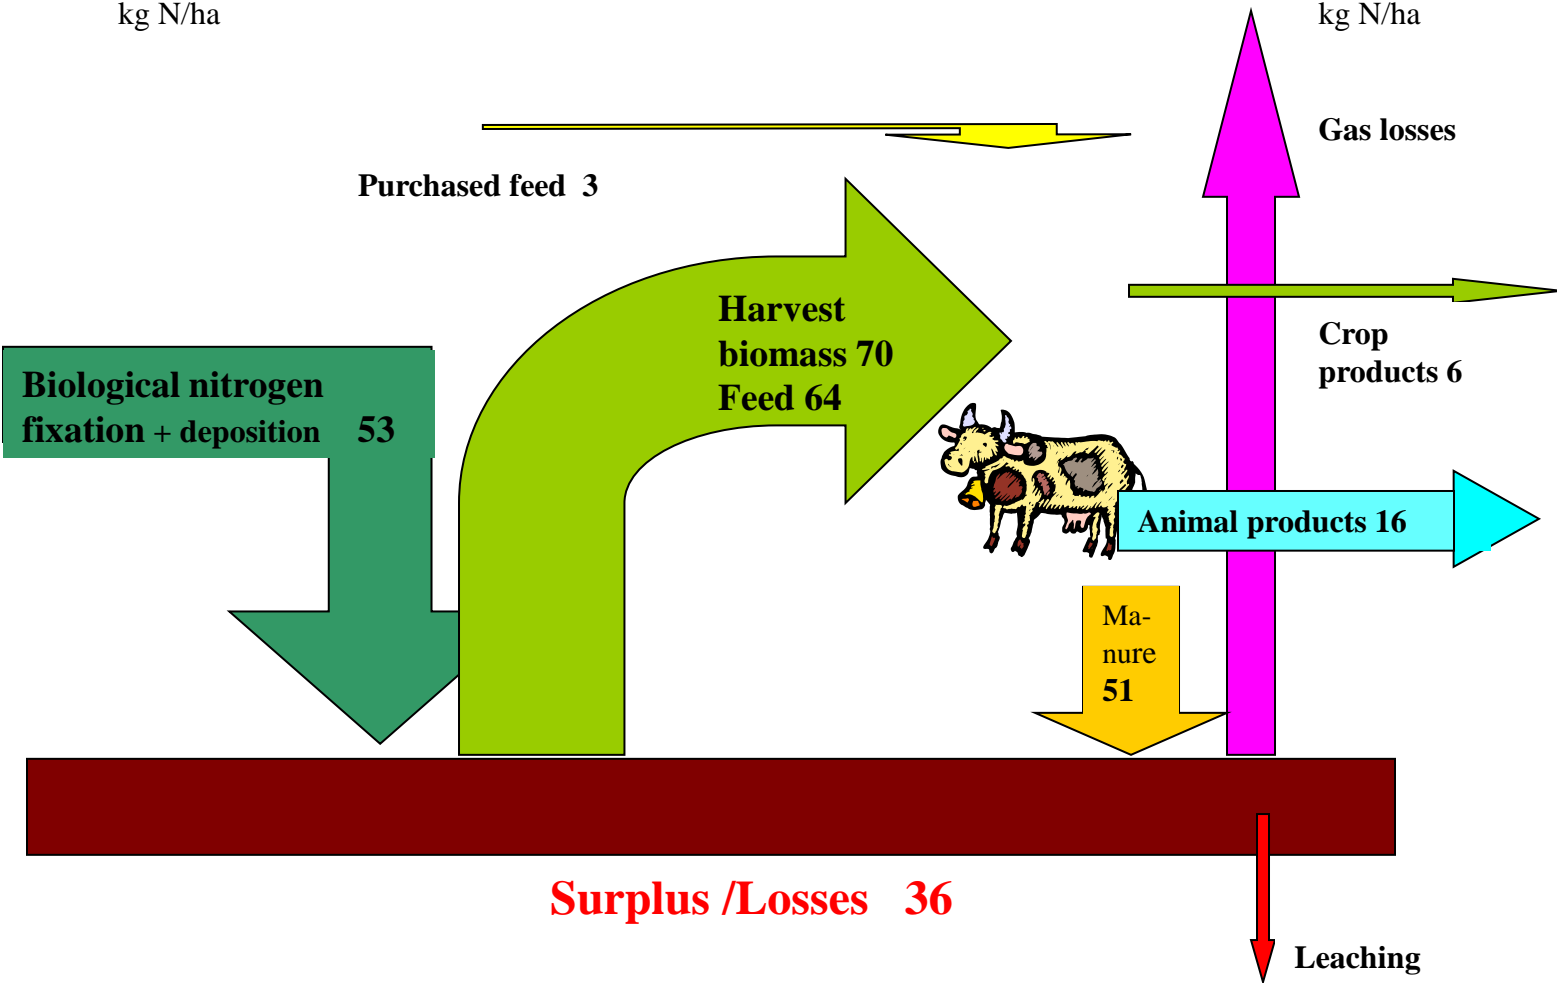 kg N/ha
kg N/ha
Gas losses
Purchased feed 3
Harvest
biomass 70
Feed 64
Crop
products 6
Biological nitrogen
fixation + deposition 53
Animal products 16
Ma-
nure
51
Surplus /Losses 36
Leaching